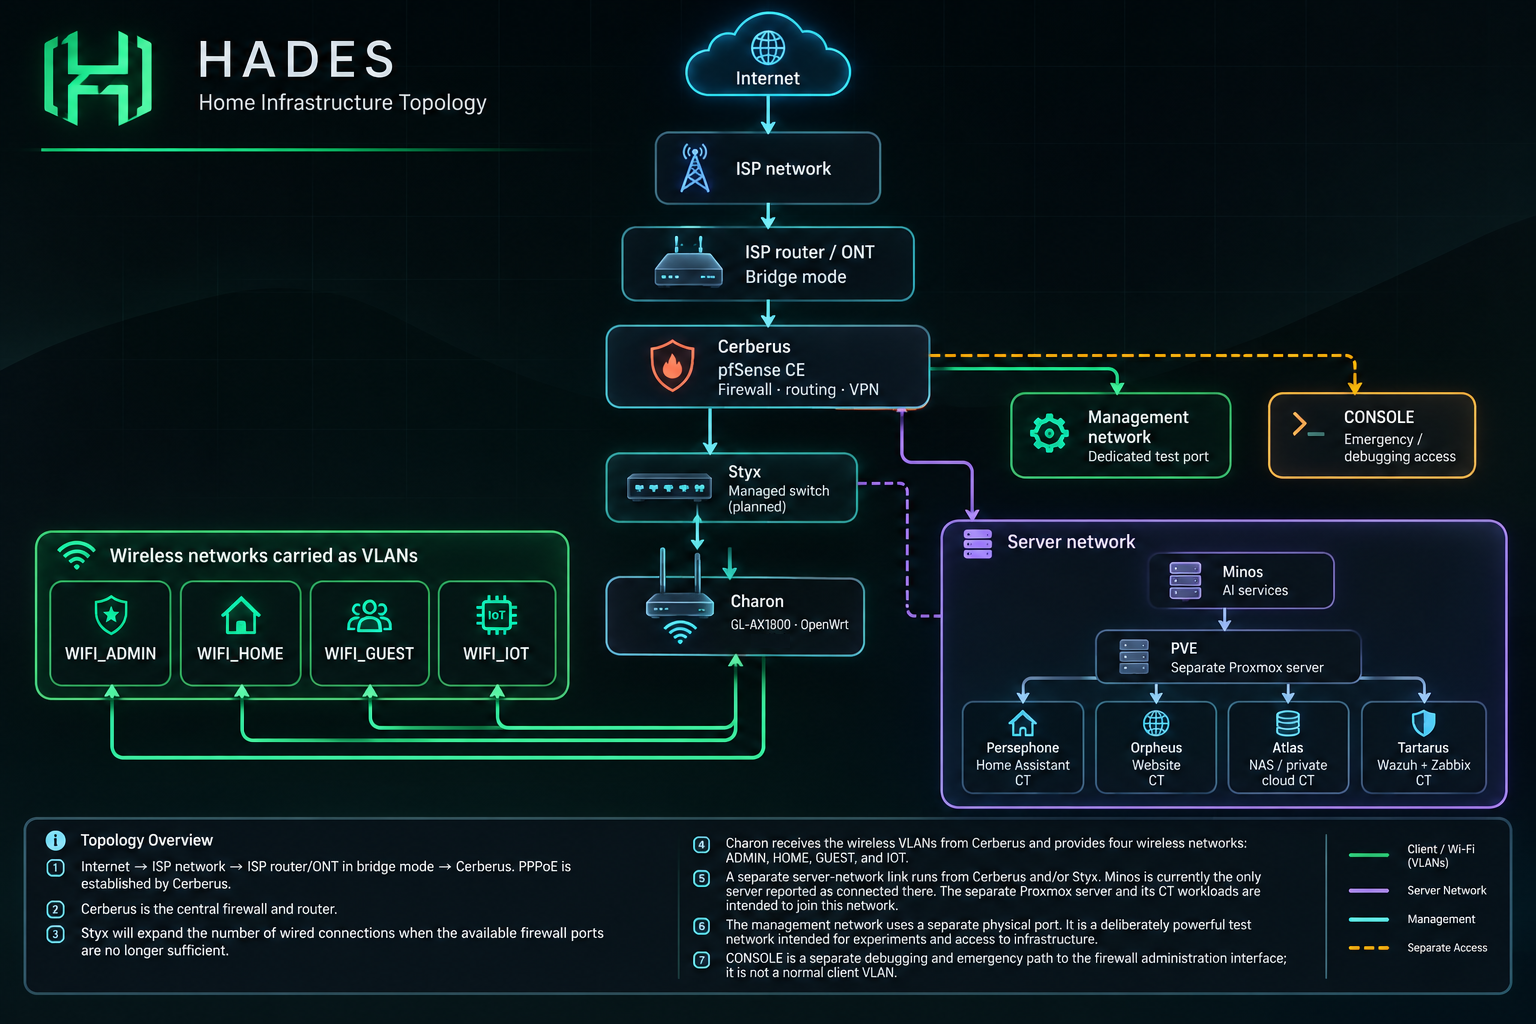 HADES
Home Infrastructure Topology
Internet
ISP network
ISP router / ONT
Bridge mode
Cerberus
pfSense CE
Firewall · routing · VPN
Management
network
Dedicated test port
CONSOLE
Emergency /
debugging access
Styx
Managed switch
(planned)
Charon
GL-AX1800 · OpenWrt
Wireless networks carried as VLANs
WIFI_ADMIN
WIFI_HOME
WIFI_GUEST
IoT
WIFI_IOT
Server network
Minos
AI services
PVE
Separate Proxmox server
Persephone
Home Assistant
CT
Orpheus
Website
CT
Atlas
NAS / private
cloud CT
Tartarus
Wazuh + Zabbix
CT
i Topology Overview
1 Internet → ISP network → ISP router/ONT in bridge mode → Cerberus. PPPoE is
established by Cerberus.
2 Cerberus is the central firewall and router.
3 Styx will expand the number of wired connections when the available firewall ports
are no longer sufficient.
4 Charon receives the wireless VLANs from Cerberus and provides four wireless networks:
ADMIN, HOME, GUEST, and IOT.
5 A separate server-network link runs from Cerberus and/or Styx. Minos is currently the only
server reported as connected there. The separate Proxmox server and its CT workloads are
intended to join this network.
6 The management network uses a separate physical port. It is a deliberately powerful test
network intended for experiments and access to infrastructure.
7 CONSOLE is a separate debugging and emergency path to the firewall administration interface;
it is not a normal client VLAN.
Client / Wi-Fi
(VLANs)
Server Network
Management
Separate Access